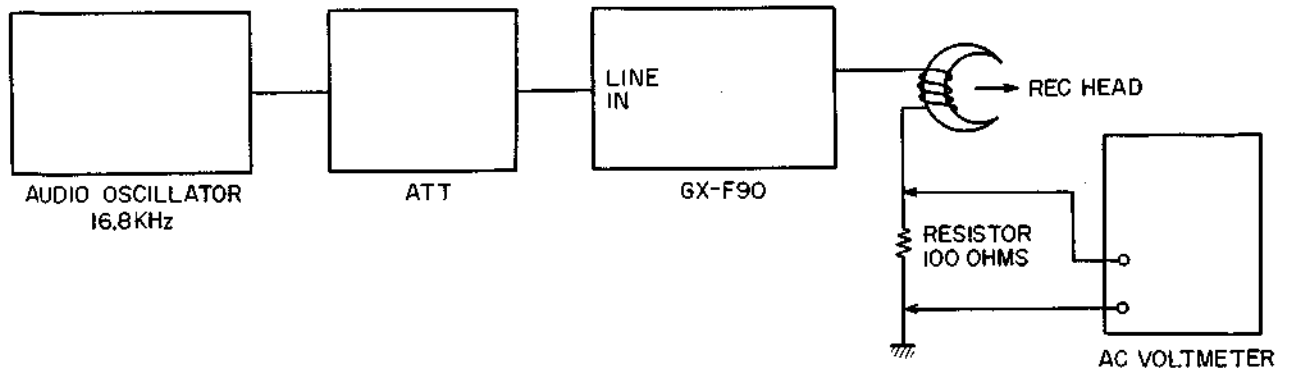 LINE
IN
REC HEAD
AUDIO OSCILLATOR
16.8KHz
ATT
GX-F90
RESISTOR
100 OHMS
AC VOLTMETER